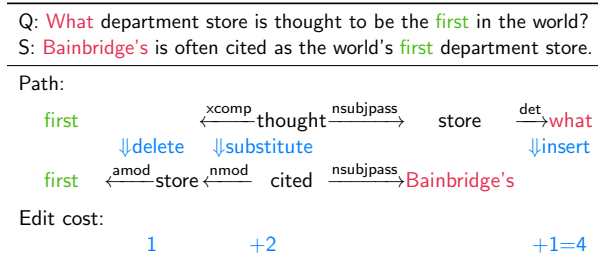 Q: What department store is thought to be the first in the world?
S: Bainbridge's is often cited as the world's first department store.
Path:
first ←xcomp thought nsubjpass→ store det→ what
⇓delete ⇓substitute ⇓insert
first ←amod store ←nmod cited nsubjpass→ Bainbridge's
Edit cost:
1 +2 +1=4